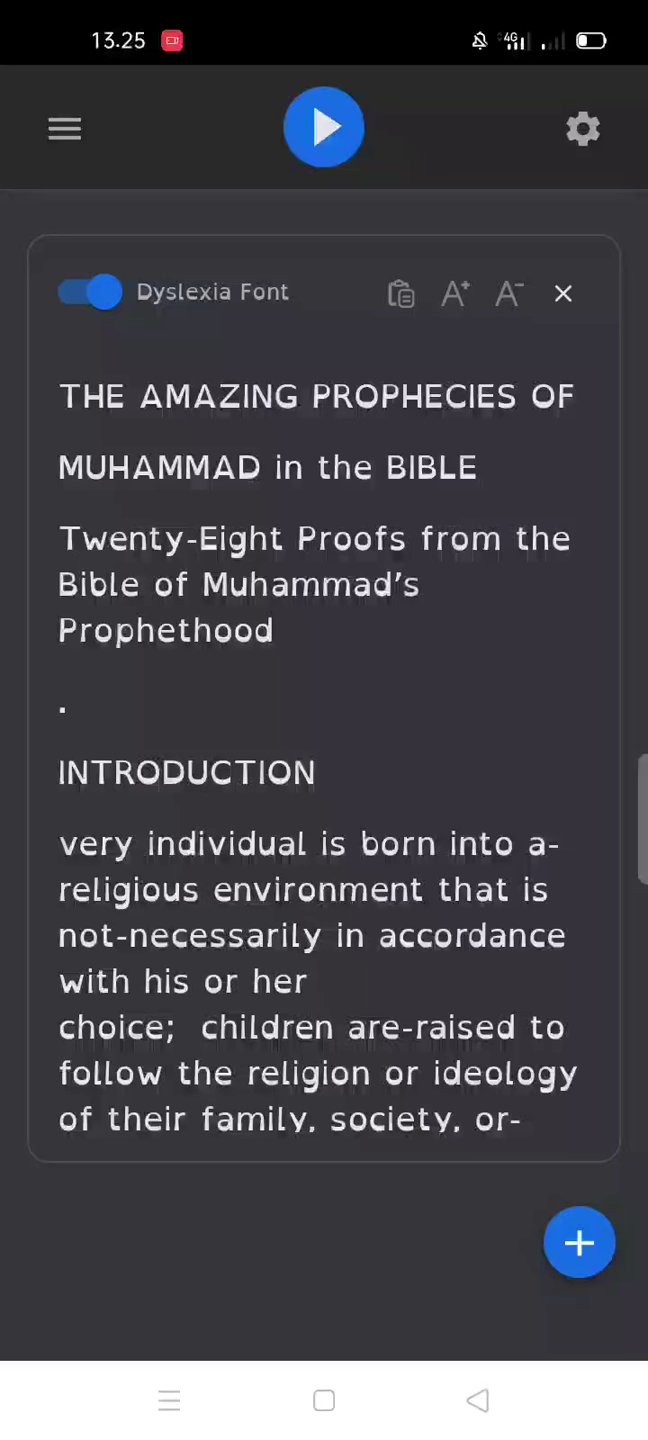 13.25
4G
Dyslexia Font
A+ A-
THE AMAZING PROPHECIES OF
MUHAMMAD in the BIBLE
Twenty-Eight Proofs from the
Bible of Muhammad's
Prophethood
.
INTRODUCTION
very individual is born into a-
religious environment that is
not-necessarily in accordance
with his or her
choice;  children are-raised to
follow the religion or ideology
of their family, society, or-